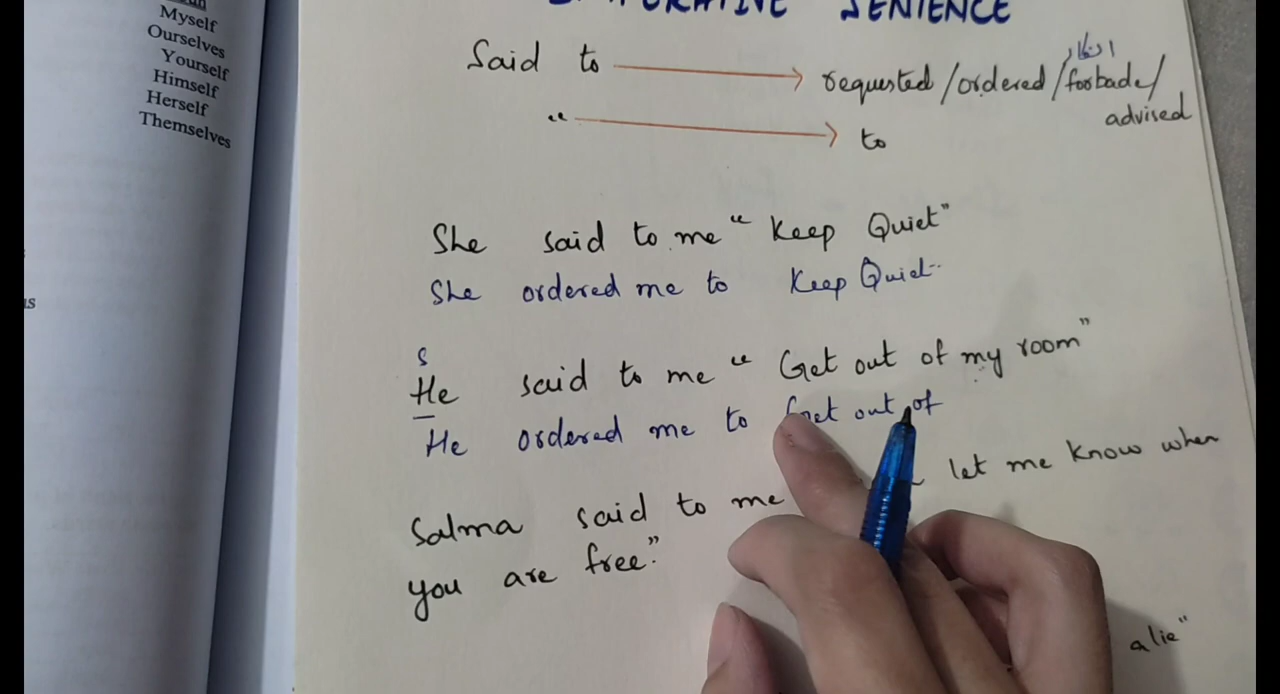 Myself
Ourselves
Yourself
Himself
Herself
Themselves
SENTENCE
Said to requested/ordered/forbade/
انکار
advised
" to
She said to me " Keep Quiet"
She ordered me to Keep Quiet.
S
He said to me " Get out of my room"
He ordered me to Get out of
Salma said to me let me know when
you are free."
a lie"